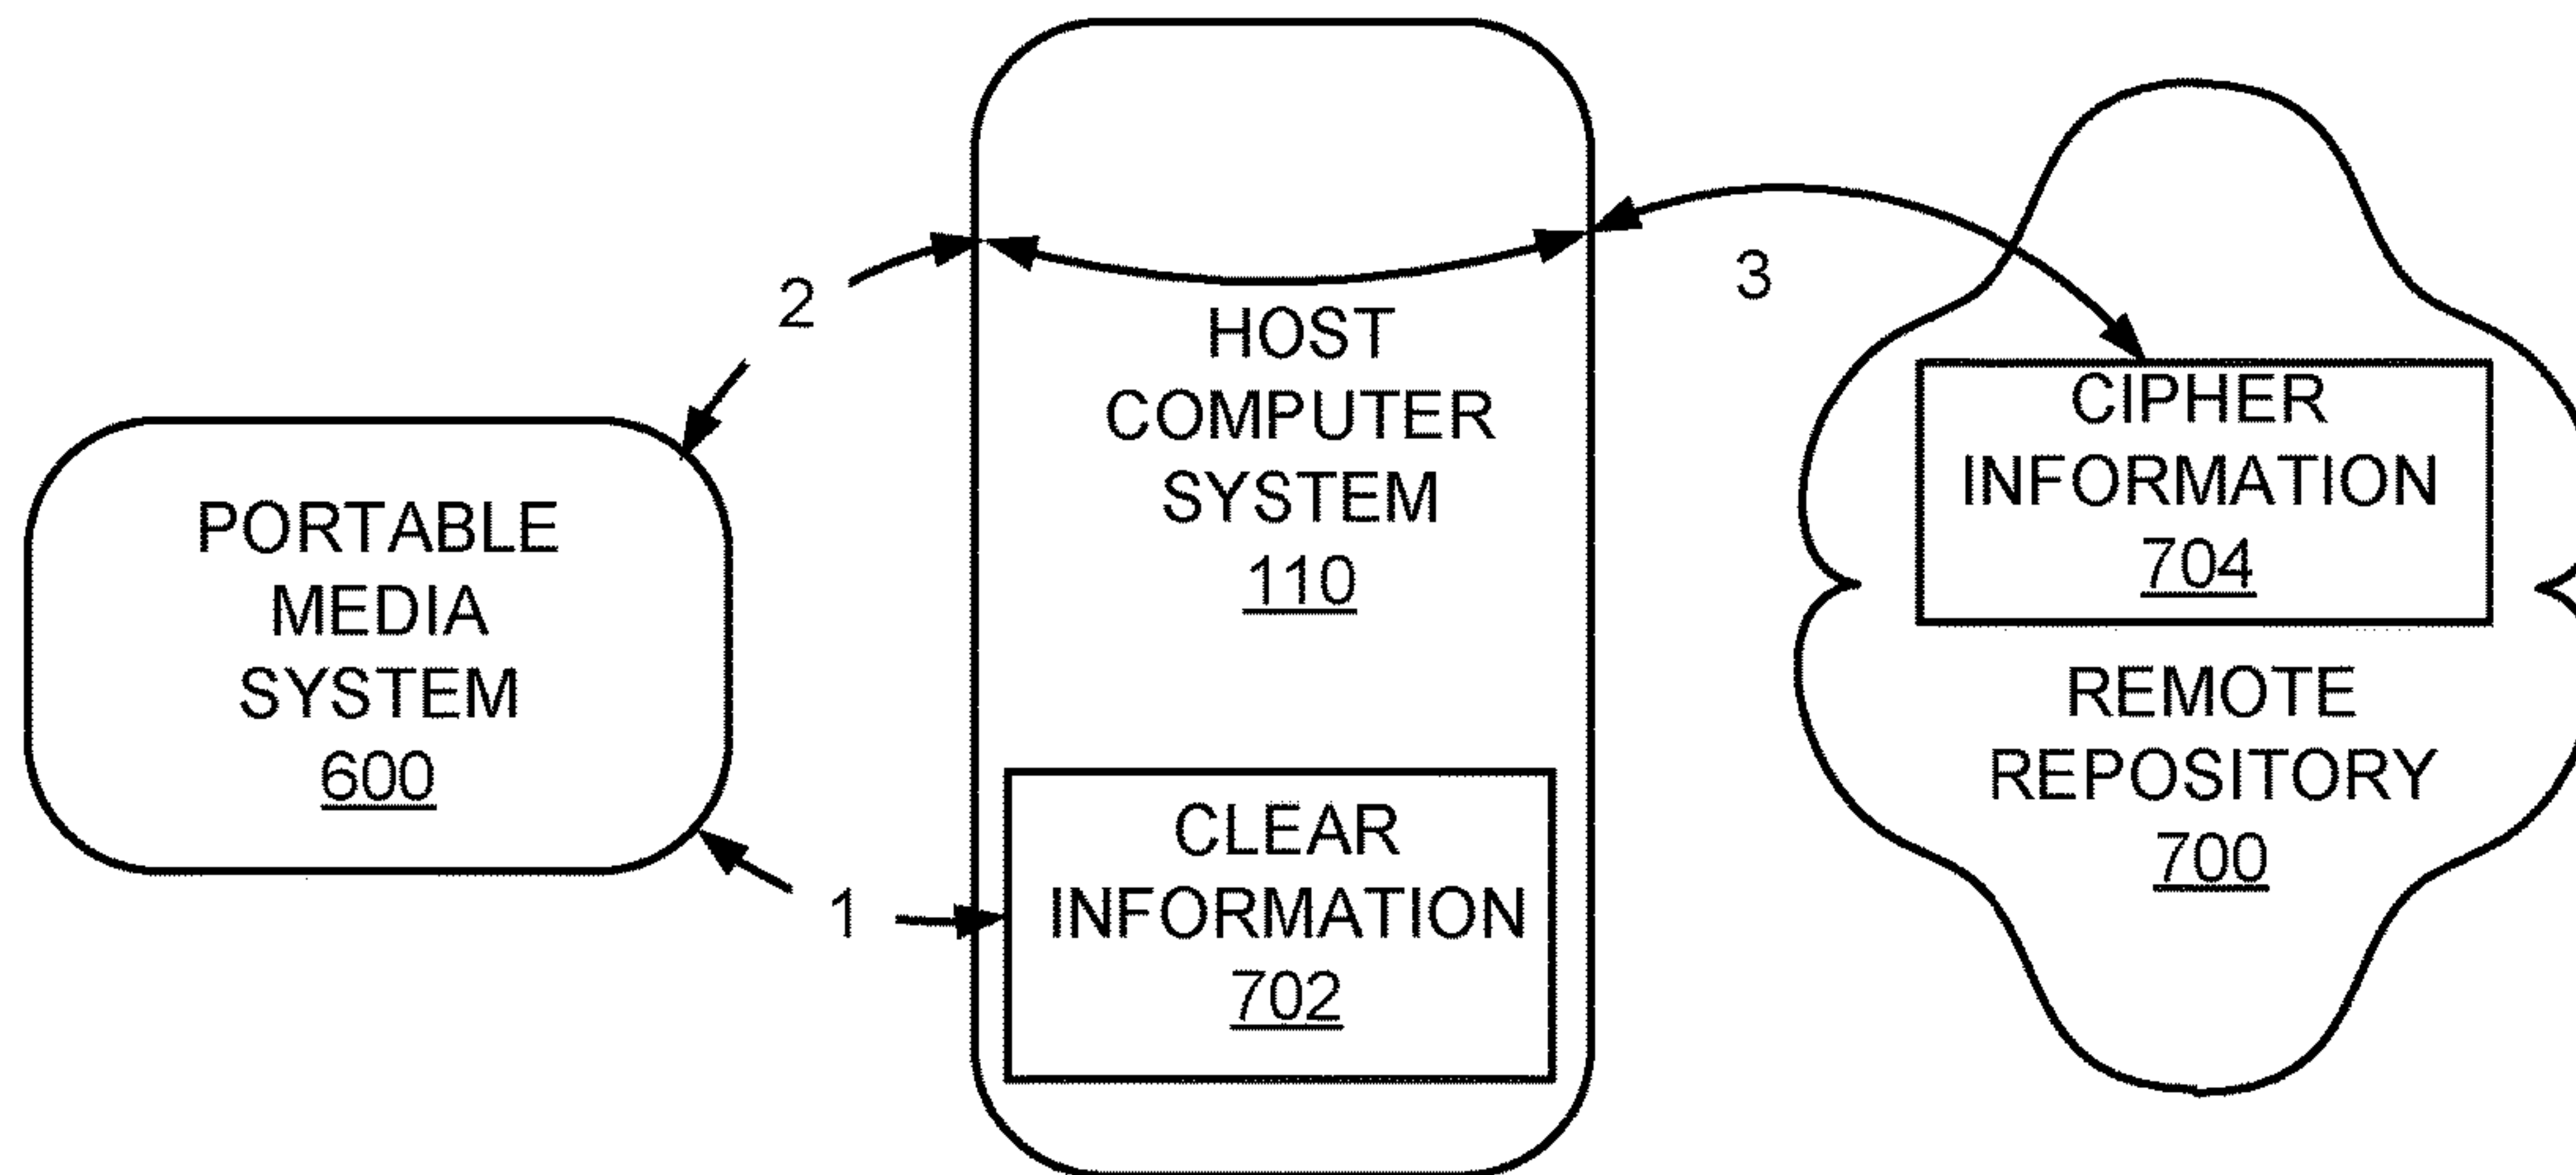 2
3
HOST
COMPUTER
SYSTEM
110
CIPHER
INFORMATION
704
PORTABLE
MEDIA
SYSTEM
600
REMOTE
REPOSITORY
700
1
CLEAR
INFORMATION
702